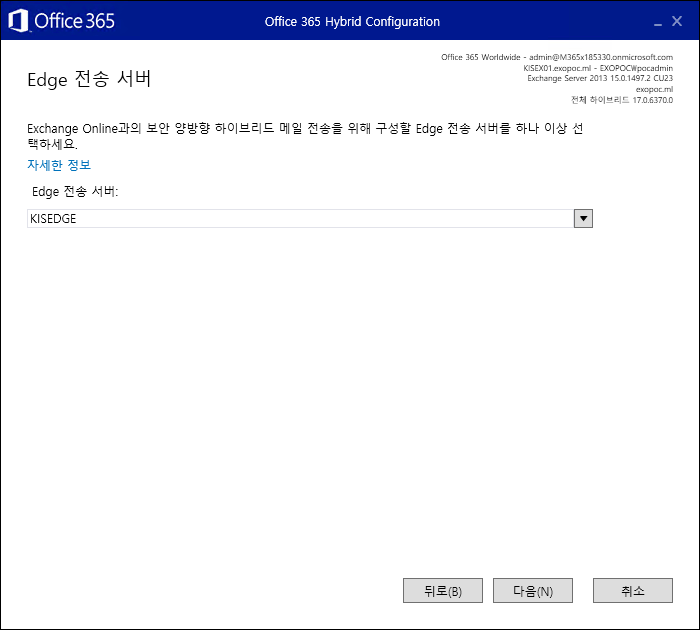 Office 365
Office 365 Hybrid Configuration
Office 365 Worldwide - admin@M365x185330.onmicrosoft.com
KISEX01.exopoc.ml - EXOPOC₩pocadmin
Exchange Server 2013 15.0.1497.2 CU23
exopoc.ml
전체 하이브리드 17.0.6370.0
Edge 전송 서버
Exchange Online과의 보안 양방향 하이브리드 메일 전송을 위해 구성할 Edge 전송 서버를 하나 이상 선
택하세요.
자세한 정보
Edge 전송 서버:
KISEDGE
뒤로(B)
다음(N)
취소